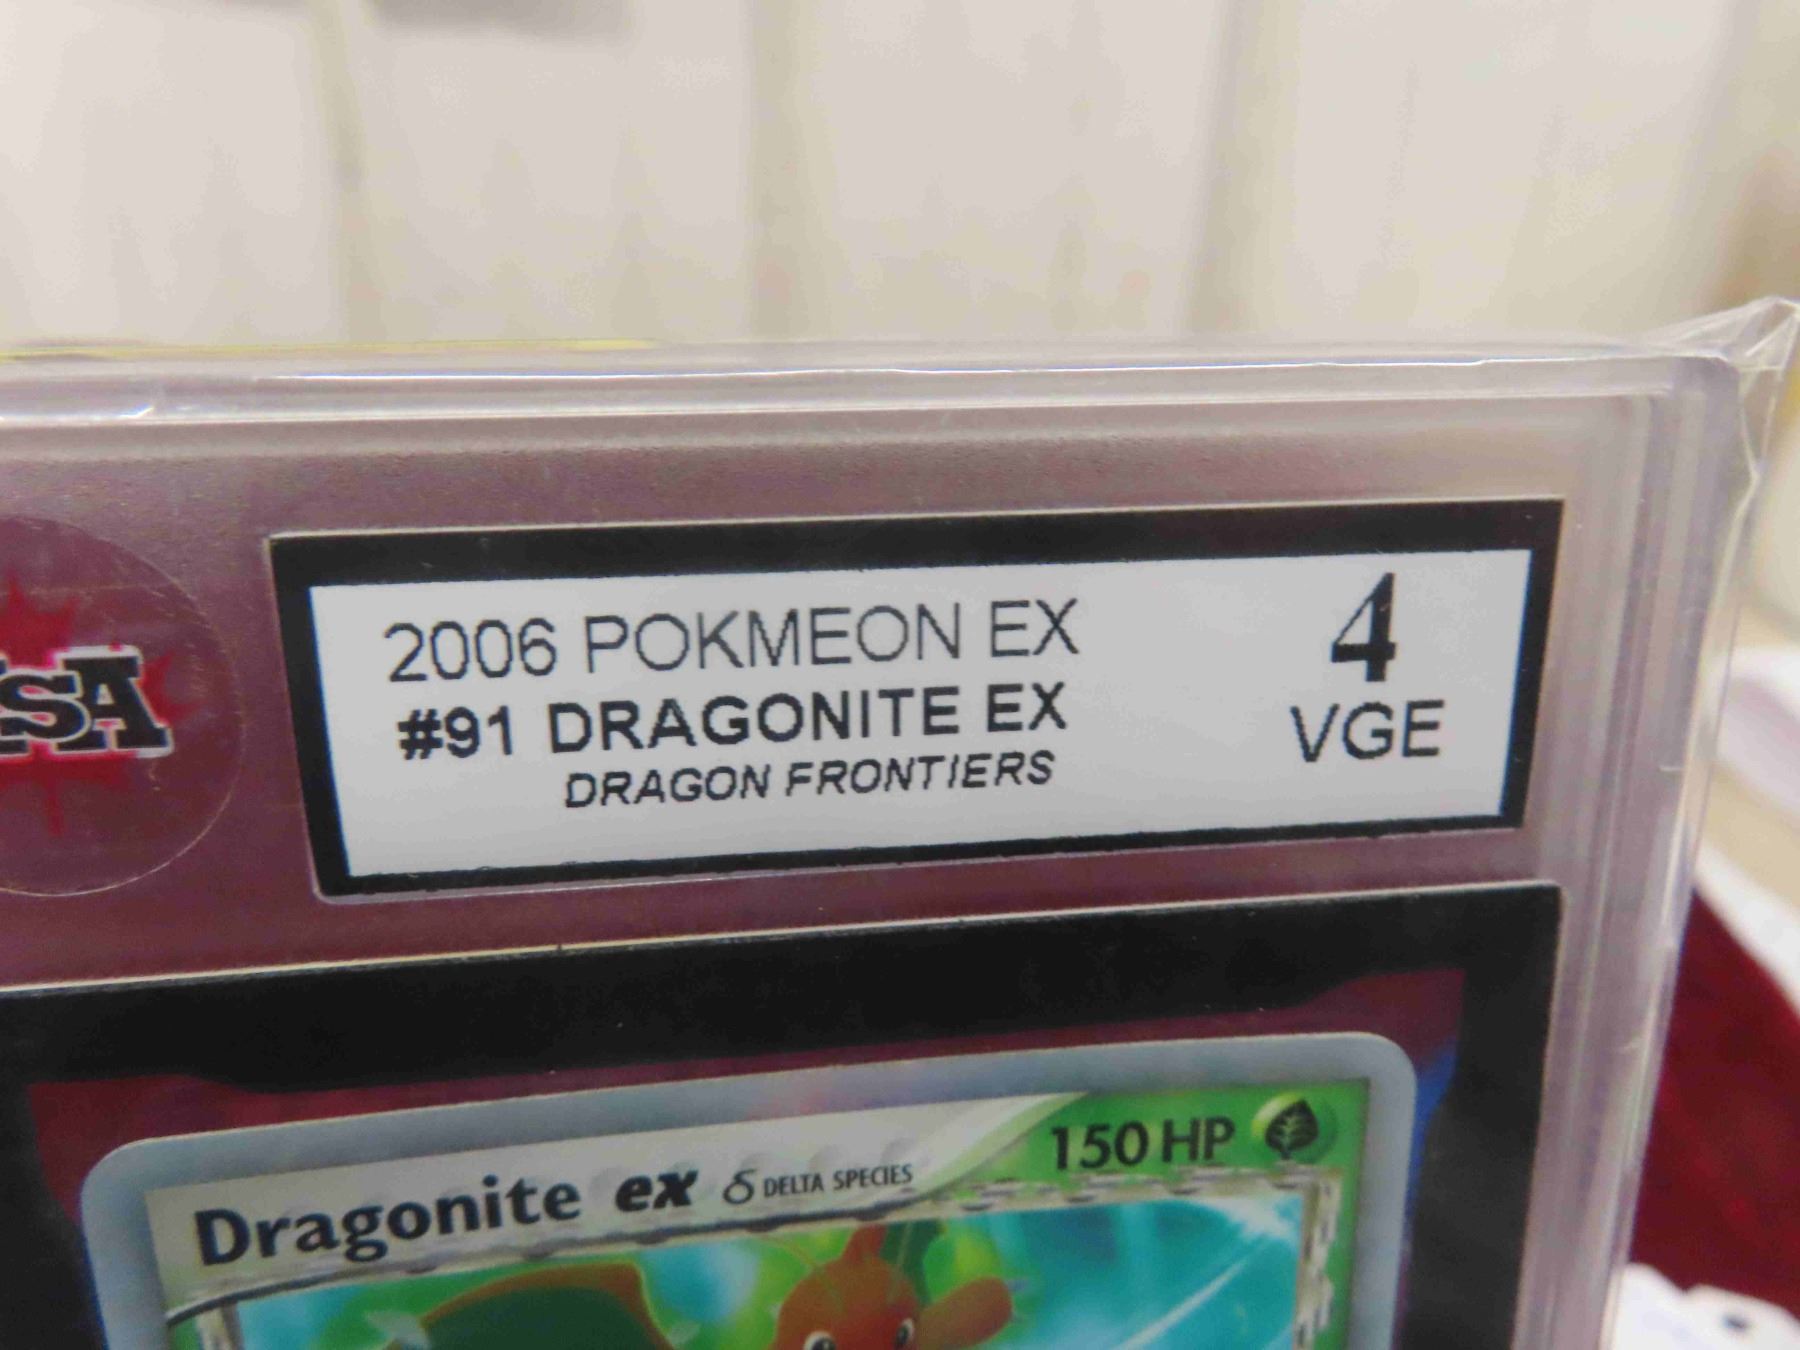 2006 POKMEON EX
#91 DRAGONITE EX
DRAGON FRONTIERS
4
VGE
SA
Dragonite ex δ DELTA SPECIES 150 HP